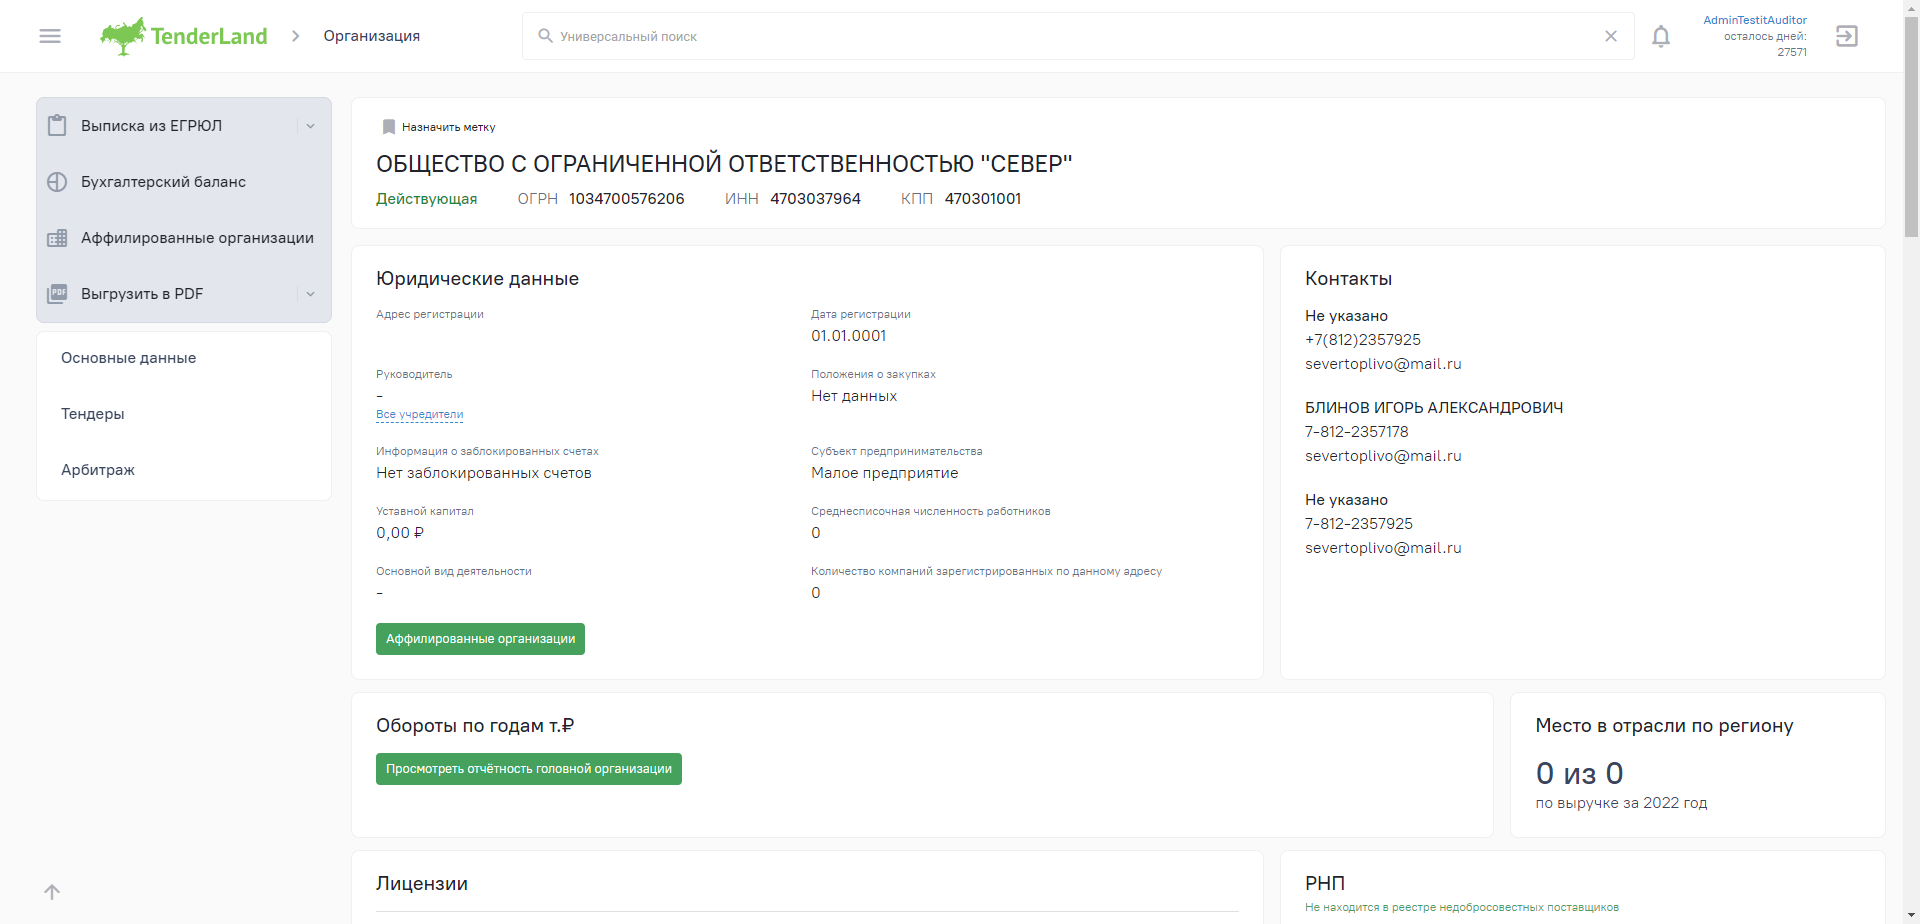 TenderLand
Организация
Универсальный поиск
AdminTestitAuditor
осталось дней:
27571
Выписка из ЕГРЮЛ
Бухгалтерский баланс
Аффилированные организации
PDF
Выгрузить в PDF
Основные данные
Тендеры
Арбитраж
Назначить метку
ОБЩЕСТВО С ОГРАНИЧЕННОЙ ОТВЕТСТВЕННОСТЬЮ "СЕВЕР"
Действующая ОГРН 1034700576206 ИНН 4703037964 КПП 470301001
Юридические данные
Адрес регистрации
Дата регистрации
01.01.0001
Руководитель
-
Все учредители
Положения о закупках
Нет данных
Информация о заблокированных счетах
Нет заблокированных счетов
Субъект предпринимательства
Малое предприятие
Уставной капитал
0,00 ₽
Среднесписочная численность работников
0
Основной вид деятельности
-
Количество компаний зарегистрированных по данному адресу
0
Аффилированные организации
Контакты
Не указано
+7(812)2357925
severtoplivo@mail.ru
БЛИНОВ ИГОРЬ АЛЕКСАНДРОВИЧ
7-812-2357178
severtoplivo@mail.ru
Не указано
7-812-2357925
severtoplivo@mail.ru
Обороты по годам т.₽
Просмотреть отчётность головной организации
Место в отрасли по региону
0 из 0
по выручке за 2022 год
Лицензии
РНП
Не находится в реестре недобросовестных поставщиков